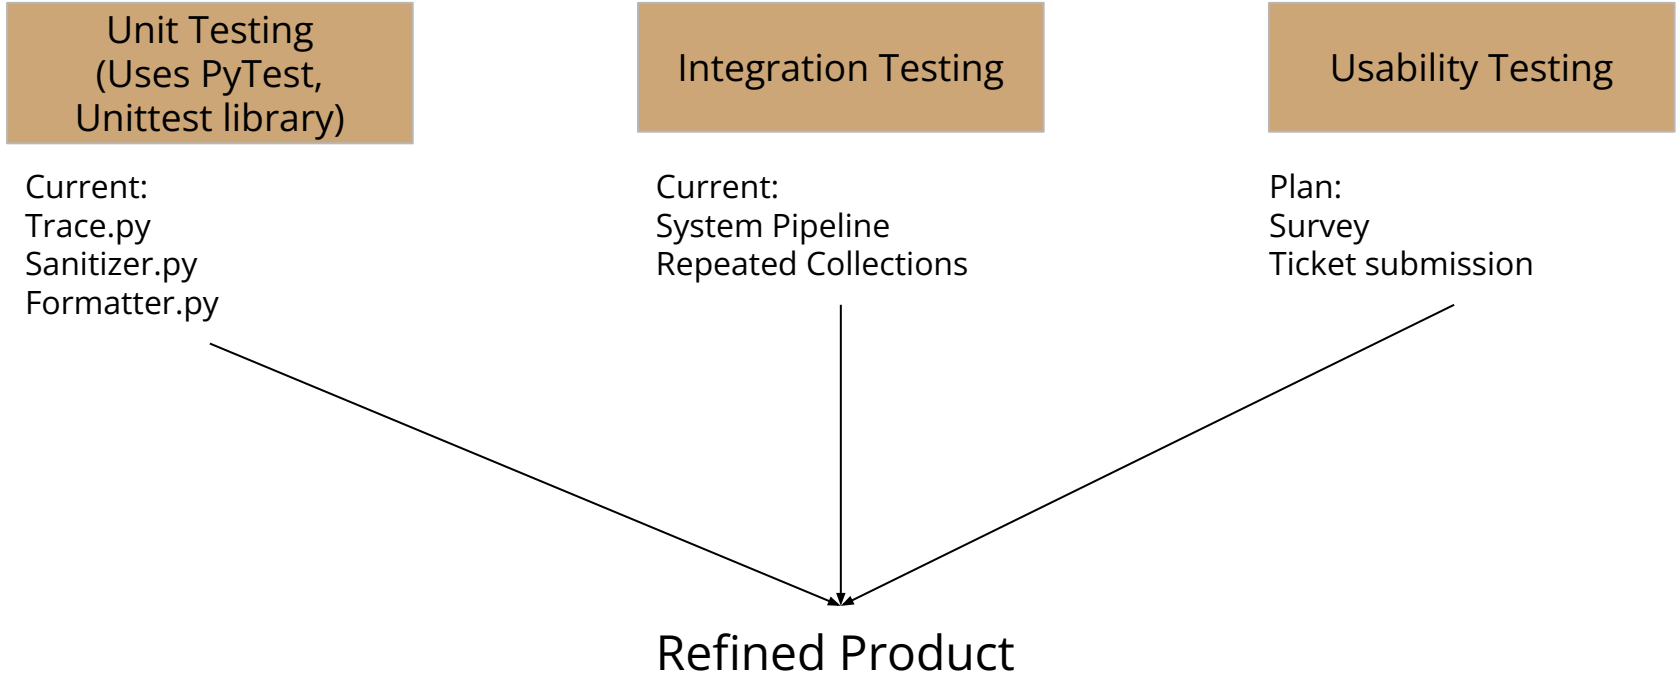 Unit Testing
(Uses PyTest,
Unittest library)
Integration Testing
Usability Testing
Current:
Trace.py
Sanitizer.py
Formatter.py
Current:
System Pipeline
Repeated Collections
Plan:
Survey
Ticket submission
Refined Product